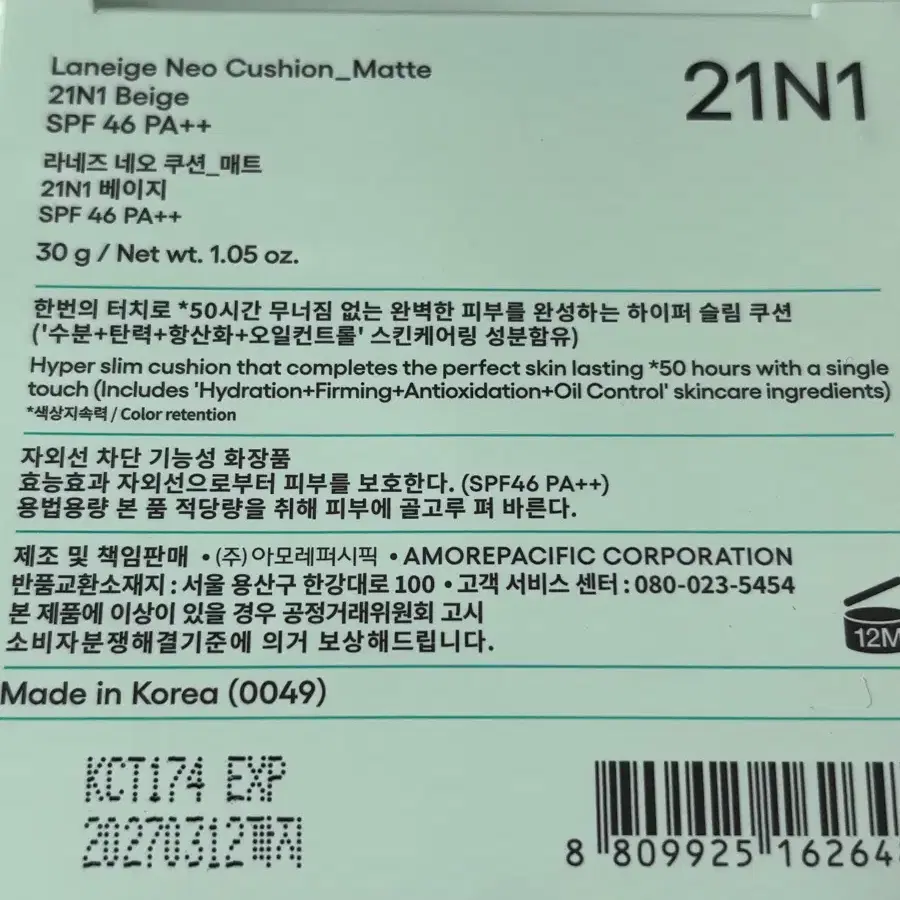 Laneige Neo Cushion_Matte
21N1
21N1 Beige
SPF 46 PA++
라네즈 네오 쿠션_매트
21N1 베이지
SPF 46 PA++
30 g / Net wt. 1.05 oz.
한번의 터치로 *50시간 무너짐 없는 완벽한 피부를 완성하는 하이퍼 슬림 쿠션
('수분+탄력+항산화+오일컨트롤' 스킨케어링 성분함유)
Hyper slim cushion that completes the perfect skin lasting *50 hours with a single
touch (Includes 'Hydration+Firming+Antioxidation+Oil Control' skincare ingredients)
*색상지속력 / Color retention
자외선 차단 기능성 화장품
효능효과 자외선으로부터 피부를 보호한다. (SPF46 PA++)
용법용량 본 품 적당량을 취해 피부에 골고루 펴 바른다.
제조 및 책임판매 • (주)아모레퍼시픽 • AMOREPACIFIC CORPORATION
반품교환소재지 : 서울 용산구 한강대로 100 • 고객 서비스 센터 : 080-023-5454
본 제품에 이상이 있을 경우 공정거래위원회 고시
소비자분쟁해결기준에 의거 보상해드립니다.
12M
Made in Korea (0049)
KCT174 EXP
20270312까지
8 809925 16264